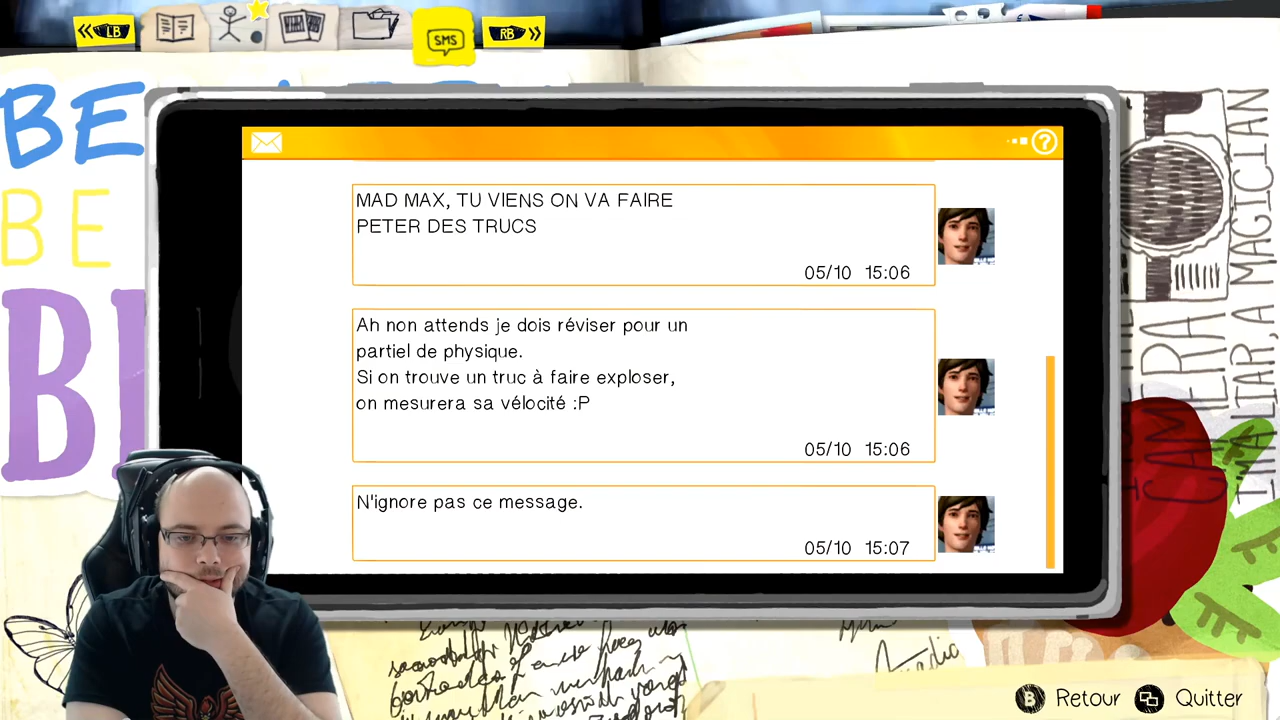 LB
SMS
RB
BE
BE
MAD MAX, TU VIENS ON VA FAIRE
PETER DES TRUCS
05/10 15:06
Ah non attends je dois réviser pour un
partiel de physique.
Si on trouve un truc à faire exploser,
on mesurera sa vélocité :P
05/10 15:06
N'ignore pas ce message.
05/10 15:07
CAMERA
LIAR, A MAGICIAN
B Retour Quitter